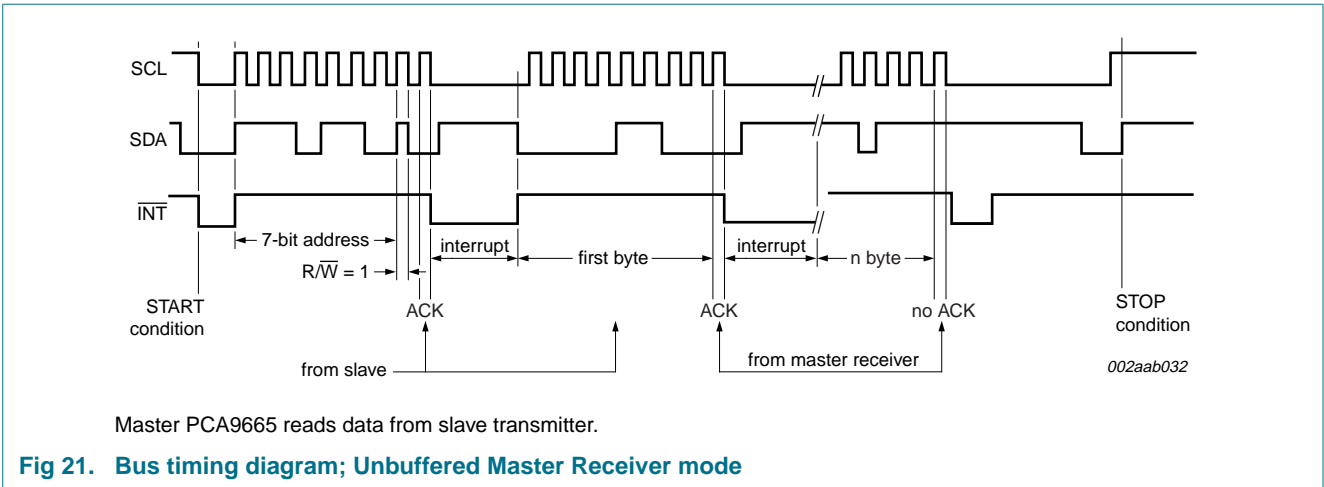 SCL
SDA
INT
7-bit address
interrupt
first byte
interrupt
n byte
R/W = 1
START
condition
ACK
ACK
no ACK
STOP
condition
from slave
from master receiver
002aab032
Master PCA9665 reads data from slave transmitter.
Fig 21. Bus timing diagram; Unbuffered Master Receiver mode